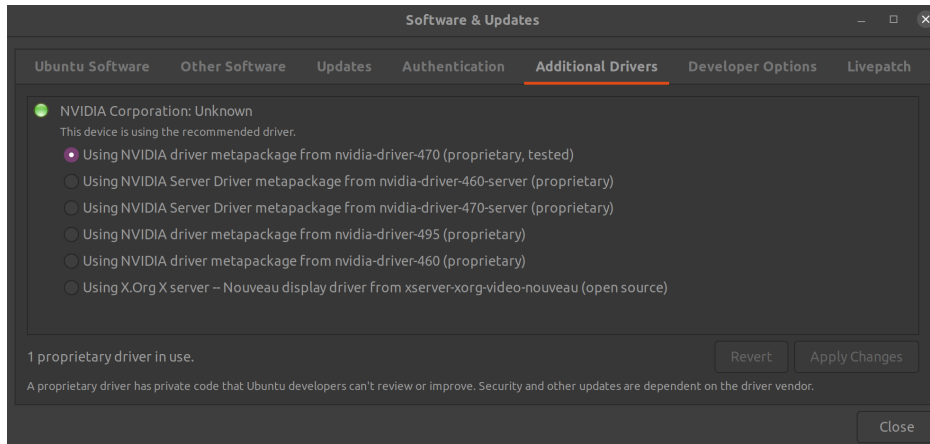 Software & Updates
Ubuntu Software Other Software Updates Authentication Additional Drivers Developer Options Livepatch
NVIDIA Corporation: Unknown
This device is using the recommended driver.
Using NVIDIA driver metapackage from nvidia-driver-470 (proprietary, tested)
Using NVIDIA Server Driver metapackage from nvidia-driver-460-server (proprietary)
Using NVIDIA Server Driver metapackage from nvidia-driver-470-server (proprietary)
Using NVIDIA driver metapackage from nvidia-driver-495 (proprietary)
Using NVIDIA driver metapackage from nvidia-driver-460 (proprietary)
Using X.Org X server -- Nouveau display driver from xserver-xorg-video-nouveau (open source)
1 proprietary driver in use.
Revert Apply Changes
A proprietary driver has private code that Ubuntu developers can't review or improve. Security and other updates are dependent on the driver vendor.
Close